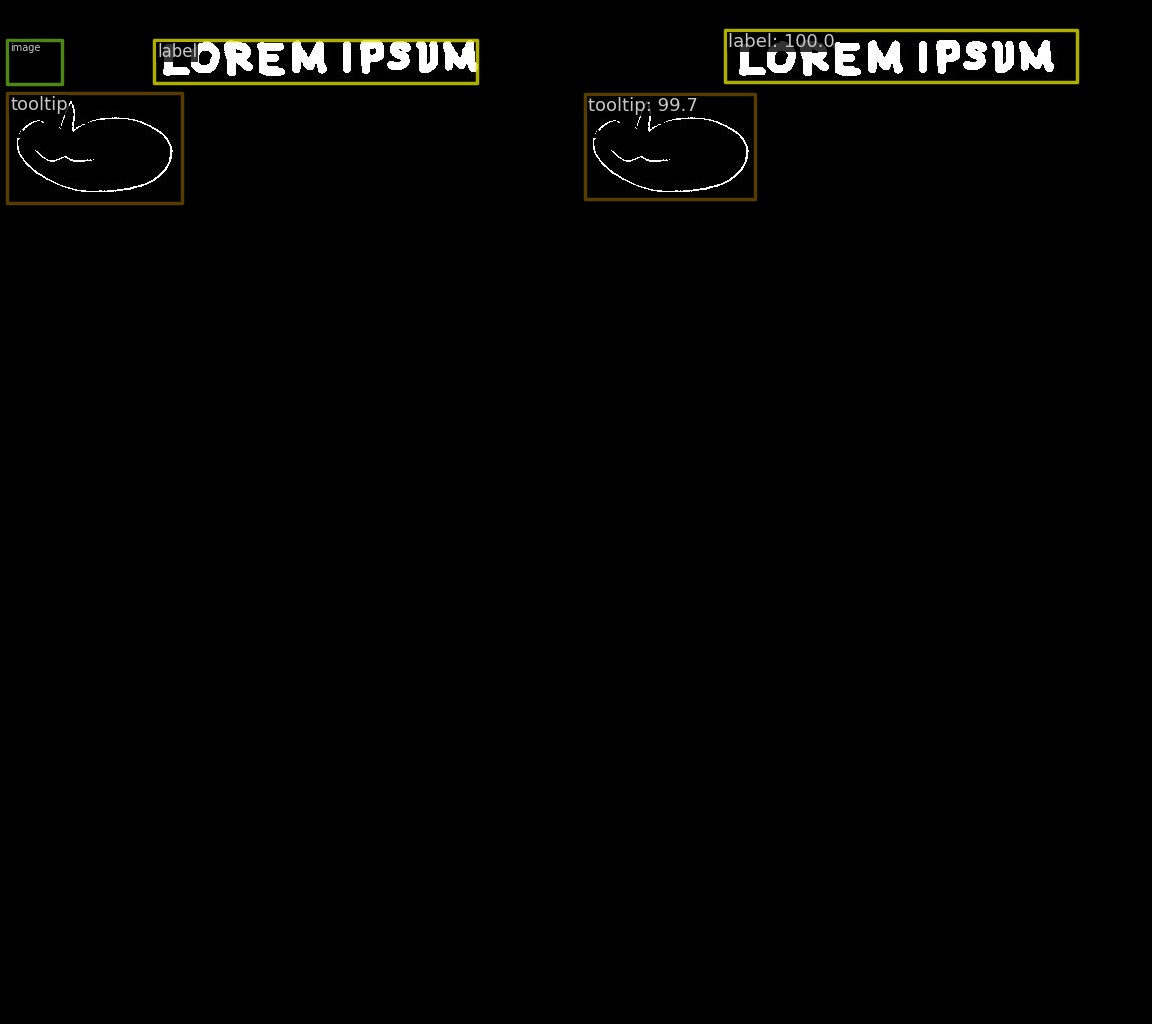 label: 100.0
image
label LOREM IPSUM
LOREM IPSUM
tooltip
tooltip: 99.7